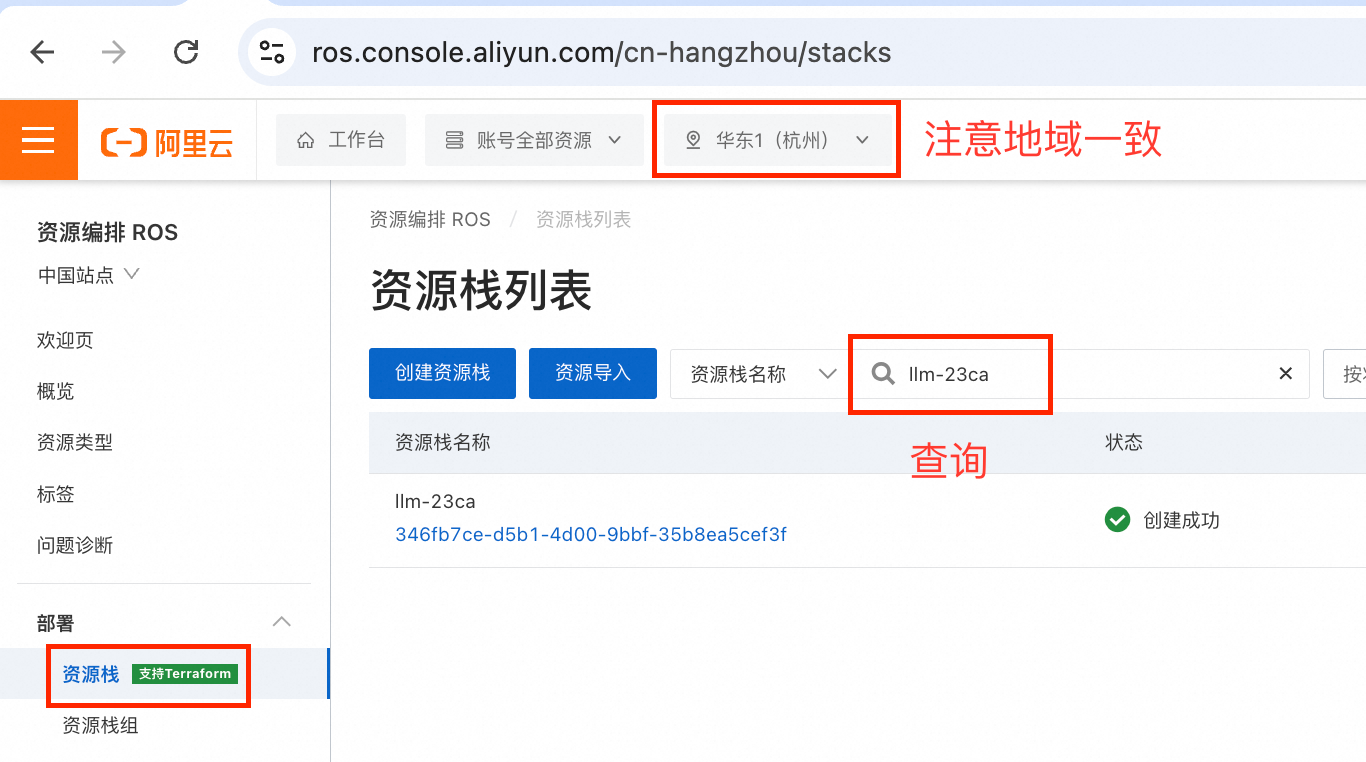 ros.console.aliyun.com/cn-hangzhou/stacks
阿里云
工作台
账号全部资源
华东1（杭州）
注意地域一致
资源编排 ROS
中国站点
欢迎页
概览
资源类型
标签
问题诊断
部署
资源栈 支持Terraform
资源栈组
资源编排 ROS / 资源栈列表
资源栈列表
创建资源栈
资源导入
资源栈名称
llm-23ca
查询
资源栈名称
状态
llm-23ca
346fb7ce-d5b1-4d00-9bbf-35b8ea5cef3f
创建成功